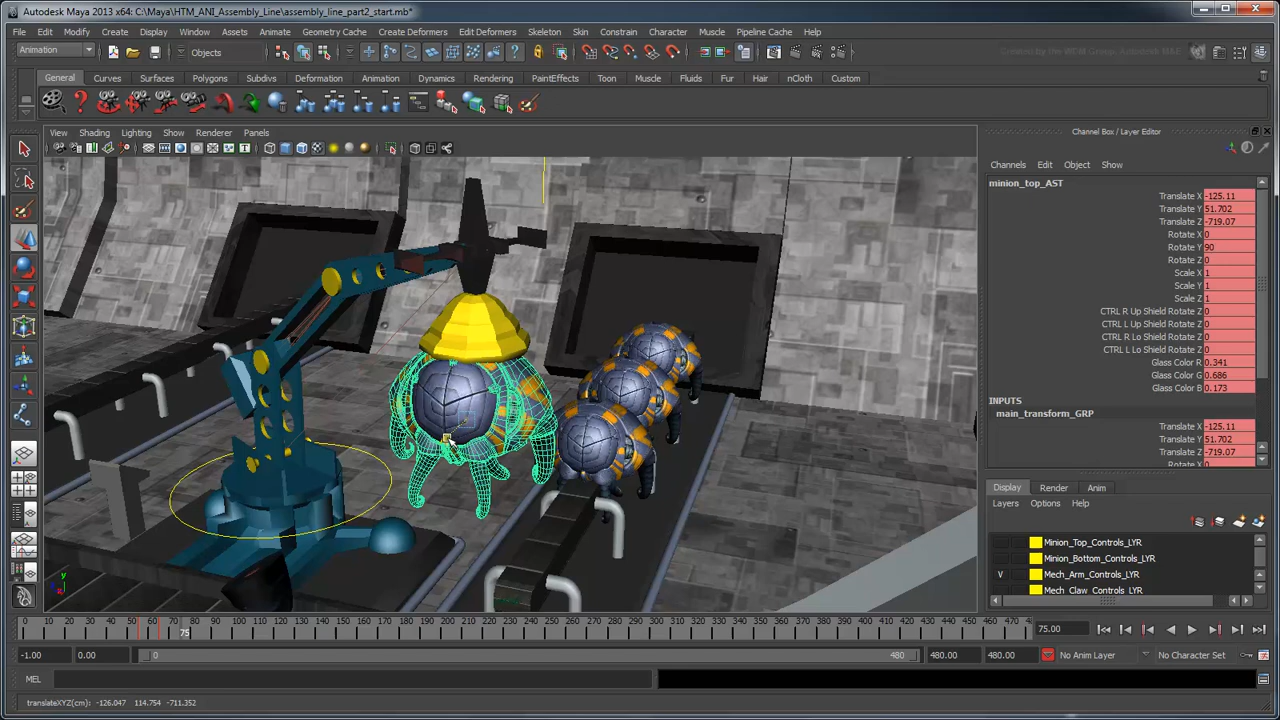 Autodesk Maya 2013 x64: C:\Maya\HTM_ANI_Assembly_Line\assembly_line_part2_start.mb*
File Edit Modify Create Display Window Assets Animate Geometry Cache Create Deformers Edit Deformers Skeleton Skin Constrain Character Muscle Pipeline Cache Help
Animation Objects
General Curves Surfaces Polygons Subdivs Deformation Animation Dynamics Rendering PaintEffects Toon Muscle Fluids Fur Hair nCloth Custom
View Shading Lighting Show Renderer Panels
Channel Box / Layer Editor
Channels Edit Object Show
minion_top_AST
Translate X -125.11
Translate Y 51.702
Translate Z -719.07
Rotate X 0
Rotate Y 90
Rotate Z 0
Scale X 1
Scale Y 1
Scale Z 1
CTRL R Up Shield Rotate Z 0
CTRL L Up Shield Rotate Z 0
CTRL R Lo Shield Rotate Z 0
CTRL L Lo Shield Rotate Z 0
Glass Color R 0.341
Glass Color G 0.686
Glass Color B 0.173
INPUTS
main_transform_GRP
Translate X -125.11
Translate Y 51.702
Translate Z -719.07
Rotate X 0
Display Render Anim
Layers Options Help
Minion_Top_Controls_LYR
Minion_Bottom_Controls_LYR
V Mech_Arm_Controls_LYR
Mech_Claw_Controls_LYR
y
x
0 10 20 30 40 50 60 75 80 90 100 110 120 130 140 150 160 170 180 190 200 210 220 230 240 250 260 270 280 290 300 310 320 330 340 350 360 370 380 390 400 410 420 430 440 450 460 470
75.00
-1.00 0.00 0 480 480.00 480.00 No Anim Layer No Character Set
MEL
translateXYZ(cm): -126.047 114.754 -711.352